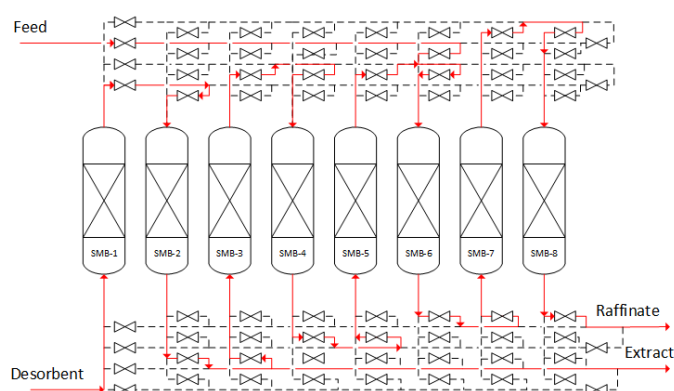 Feed
SMB-1 SMB-2 SMB-3 SMB-4 SMB-5 SMB-6 SMB-7 SMB-8
Raffinate
Extract
Desorbent